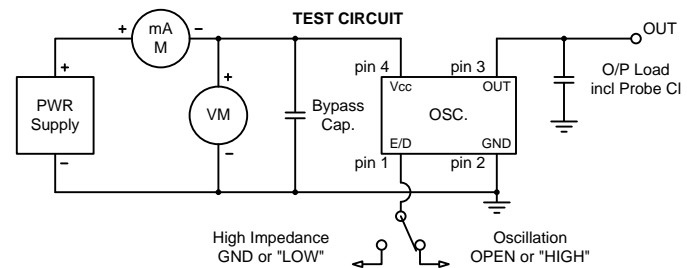 TEST CIRCUIT
mA
M
+
−
OUT
+
PWR
Supply
−
+
VM
−
Bypass
Cap.
pin 4
pin 3
Vcc
OUT
OSC.
E/D
GND
pin 1
pin 2
O/P Load
incl Probe Cl
High Impedance
GND or "LOW"
Oscillation
OPEN or "HIGH"